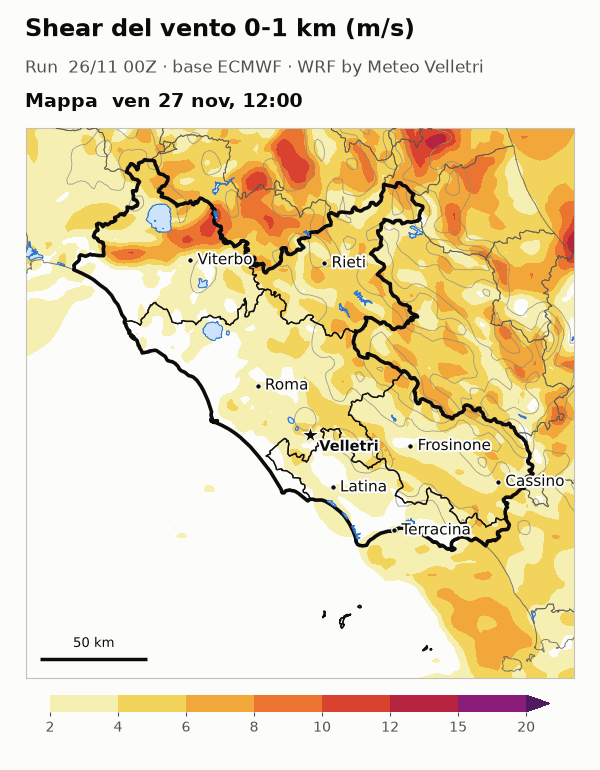 Shear del vento 0-1 km (m/s)
Run  26/11 00Z · base ECMWF · WRF by Meteo Velletri
Mappa  ven 27 nov, 12:00
Viterbo
Rieti
Roma
Velletri
Frosinone
Cassino
Latina
Terracina
50 km
2 4 6 8 10 12 15 20